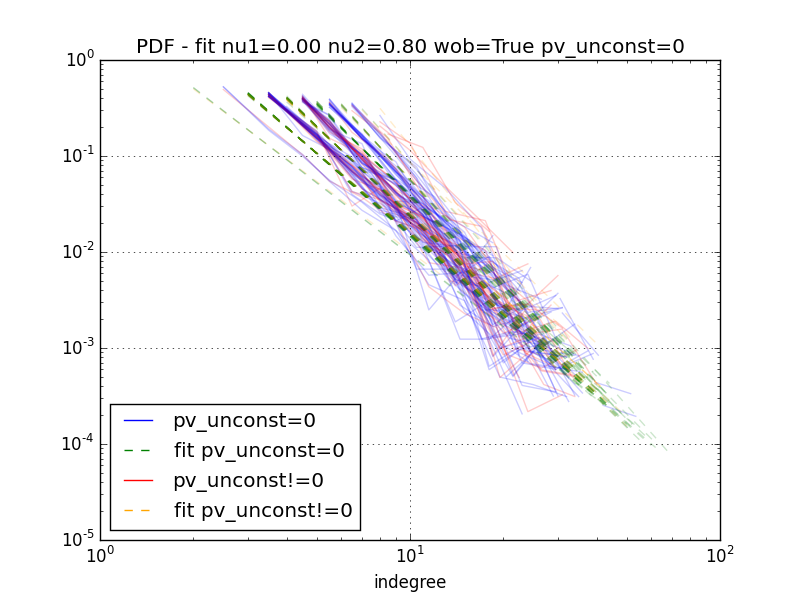 PDF - fit nu1=0.00 nu2=0.80 wob=True pv_unconst=0
10^0
10^-1
10^-2
10^-3
10^-4
10^-5
pv_unconst=0
fit pv_unconst=0
pv_unconst!=0
fit pv_unconst!=0
10^0 10^1 10^2
indegree